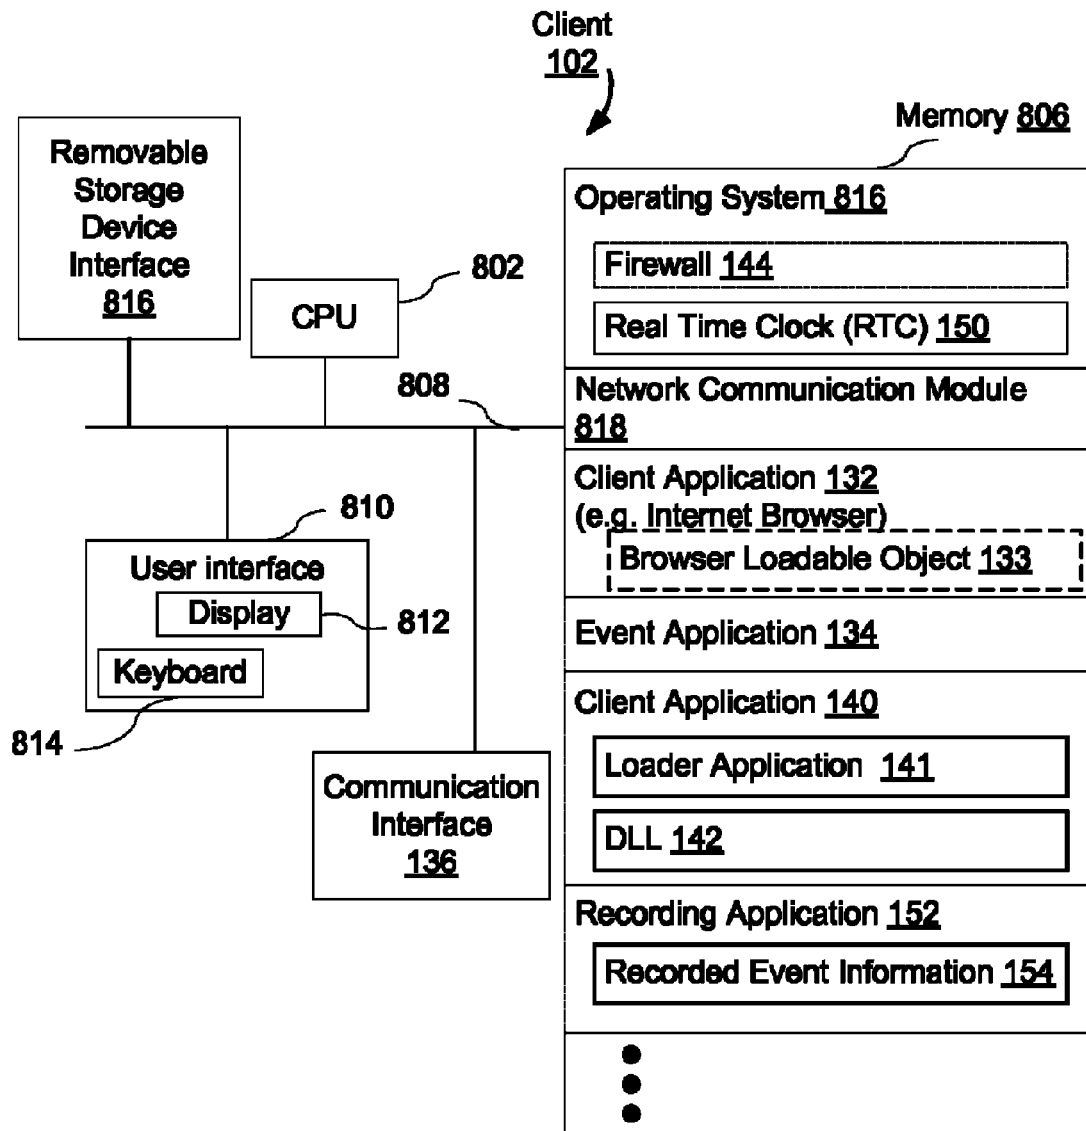 Client
102
Memory 806
Removable
Storage
Device
Interface
816
802
CPU
808
810
User interface
Display
812
Keyboard
814
Communication
Interface
136
Operating System 816
Firewall 144
Real Time Clock (RTC) 150
Network Communication Module
818
Client Application 132
(e.g. Internet Browser)
Browser Loadable Object 133
Event Application 134
Client Application 140
Loader Application 141
DLL 142
Recording Application 152
Recorded Event Information 154